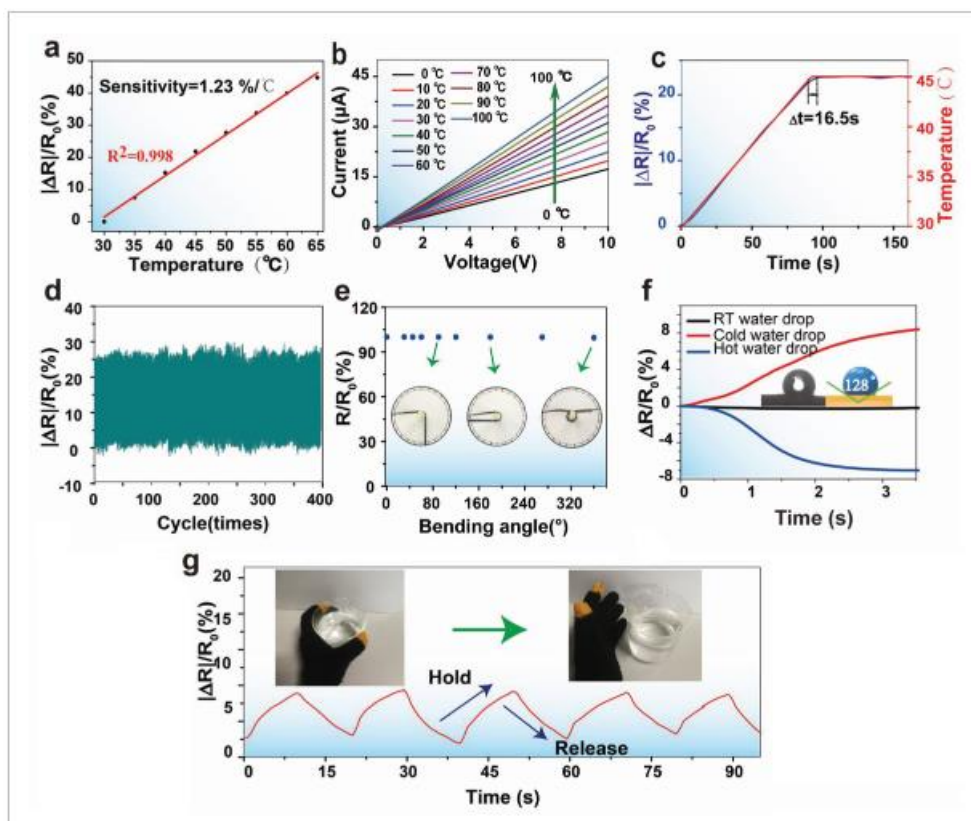 a
Sensitivity=1.23 %/℃
R²=0.998
|ΔR|/R₀(%)
50
40
30
20
10
0
30 35 40 45 50 55 60 65
Temperature (℃)
b
Current (μA)
45
30
15
0
0 ℃
10 ℃
20 ℃
30 ℃
40 ℃
50 ℃
60 ℃
70 ℃
80 ℃
90 ℃
100 ℃
100 ℃
0 ℃
0 2 4 6 8 10
Voltage(V)
c
|ΔR|/R₀ (%)
20
10
0
Δt=16.5s
45
40
35
30
Temperature (℃)
0 50 100 150
Time (s)
d
|ΔR|/R₀(%)
40
30
20
10
0
-10
0 100 200 300 400
Cycle(times)
e
R/R₀(%)
120
90
60
30
0
0 80 160 240 320
Bending angle(°)
f
ΔR/R₀(%)
8
4
0
-4
-8
RT water drop
Cold water drop
Hot water drop
128
0 1 2 3
Time (s)
g
|ΔR|/R₀(%)
20
15
10
5
0
Hold
Release
0 15 30 45 60 75 90
Time (s)